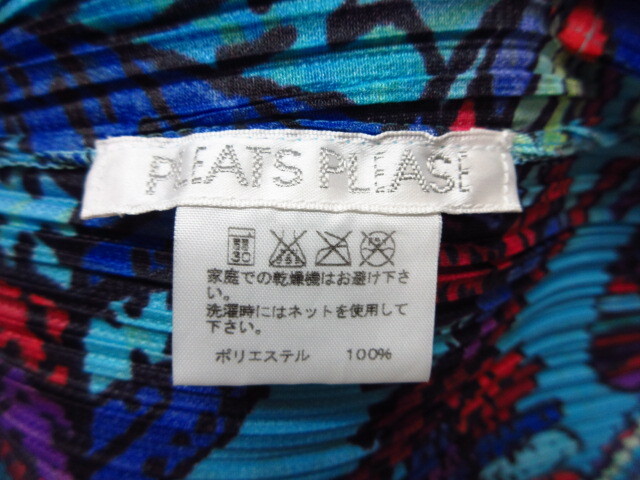 PLEATS PLEASE
30
家庭での乾燥機はお避け下さ
い。
洗濯時にはネットを使用して
下さい。
ポリエステル 100%